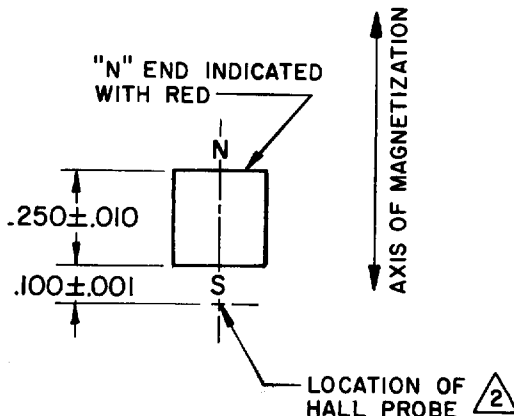 "N" END INDICATED
WITH RED
AXIS OF MAGNETIZATION
N
.250±.010
S
.100±.001
LOCATION OF
HALL PROBE 2